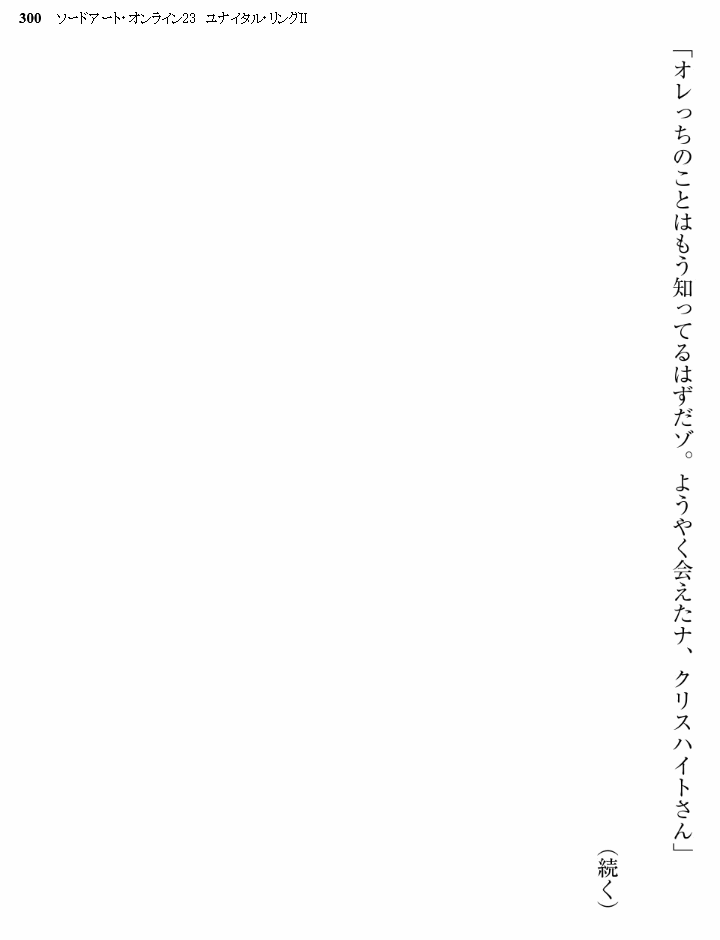 300 ソードアート・オンライン23 ユナイタル・リングII
「オレっちのことはもう知ってるはずだゾ。ようやく会えたナ、クリスハイトさん」
（続く）